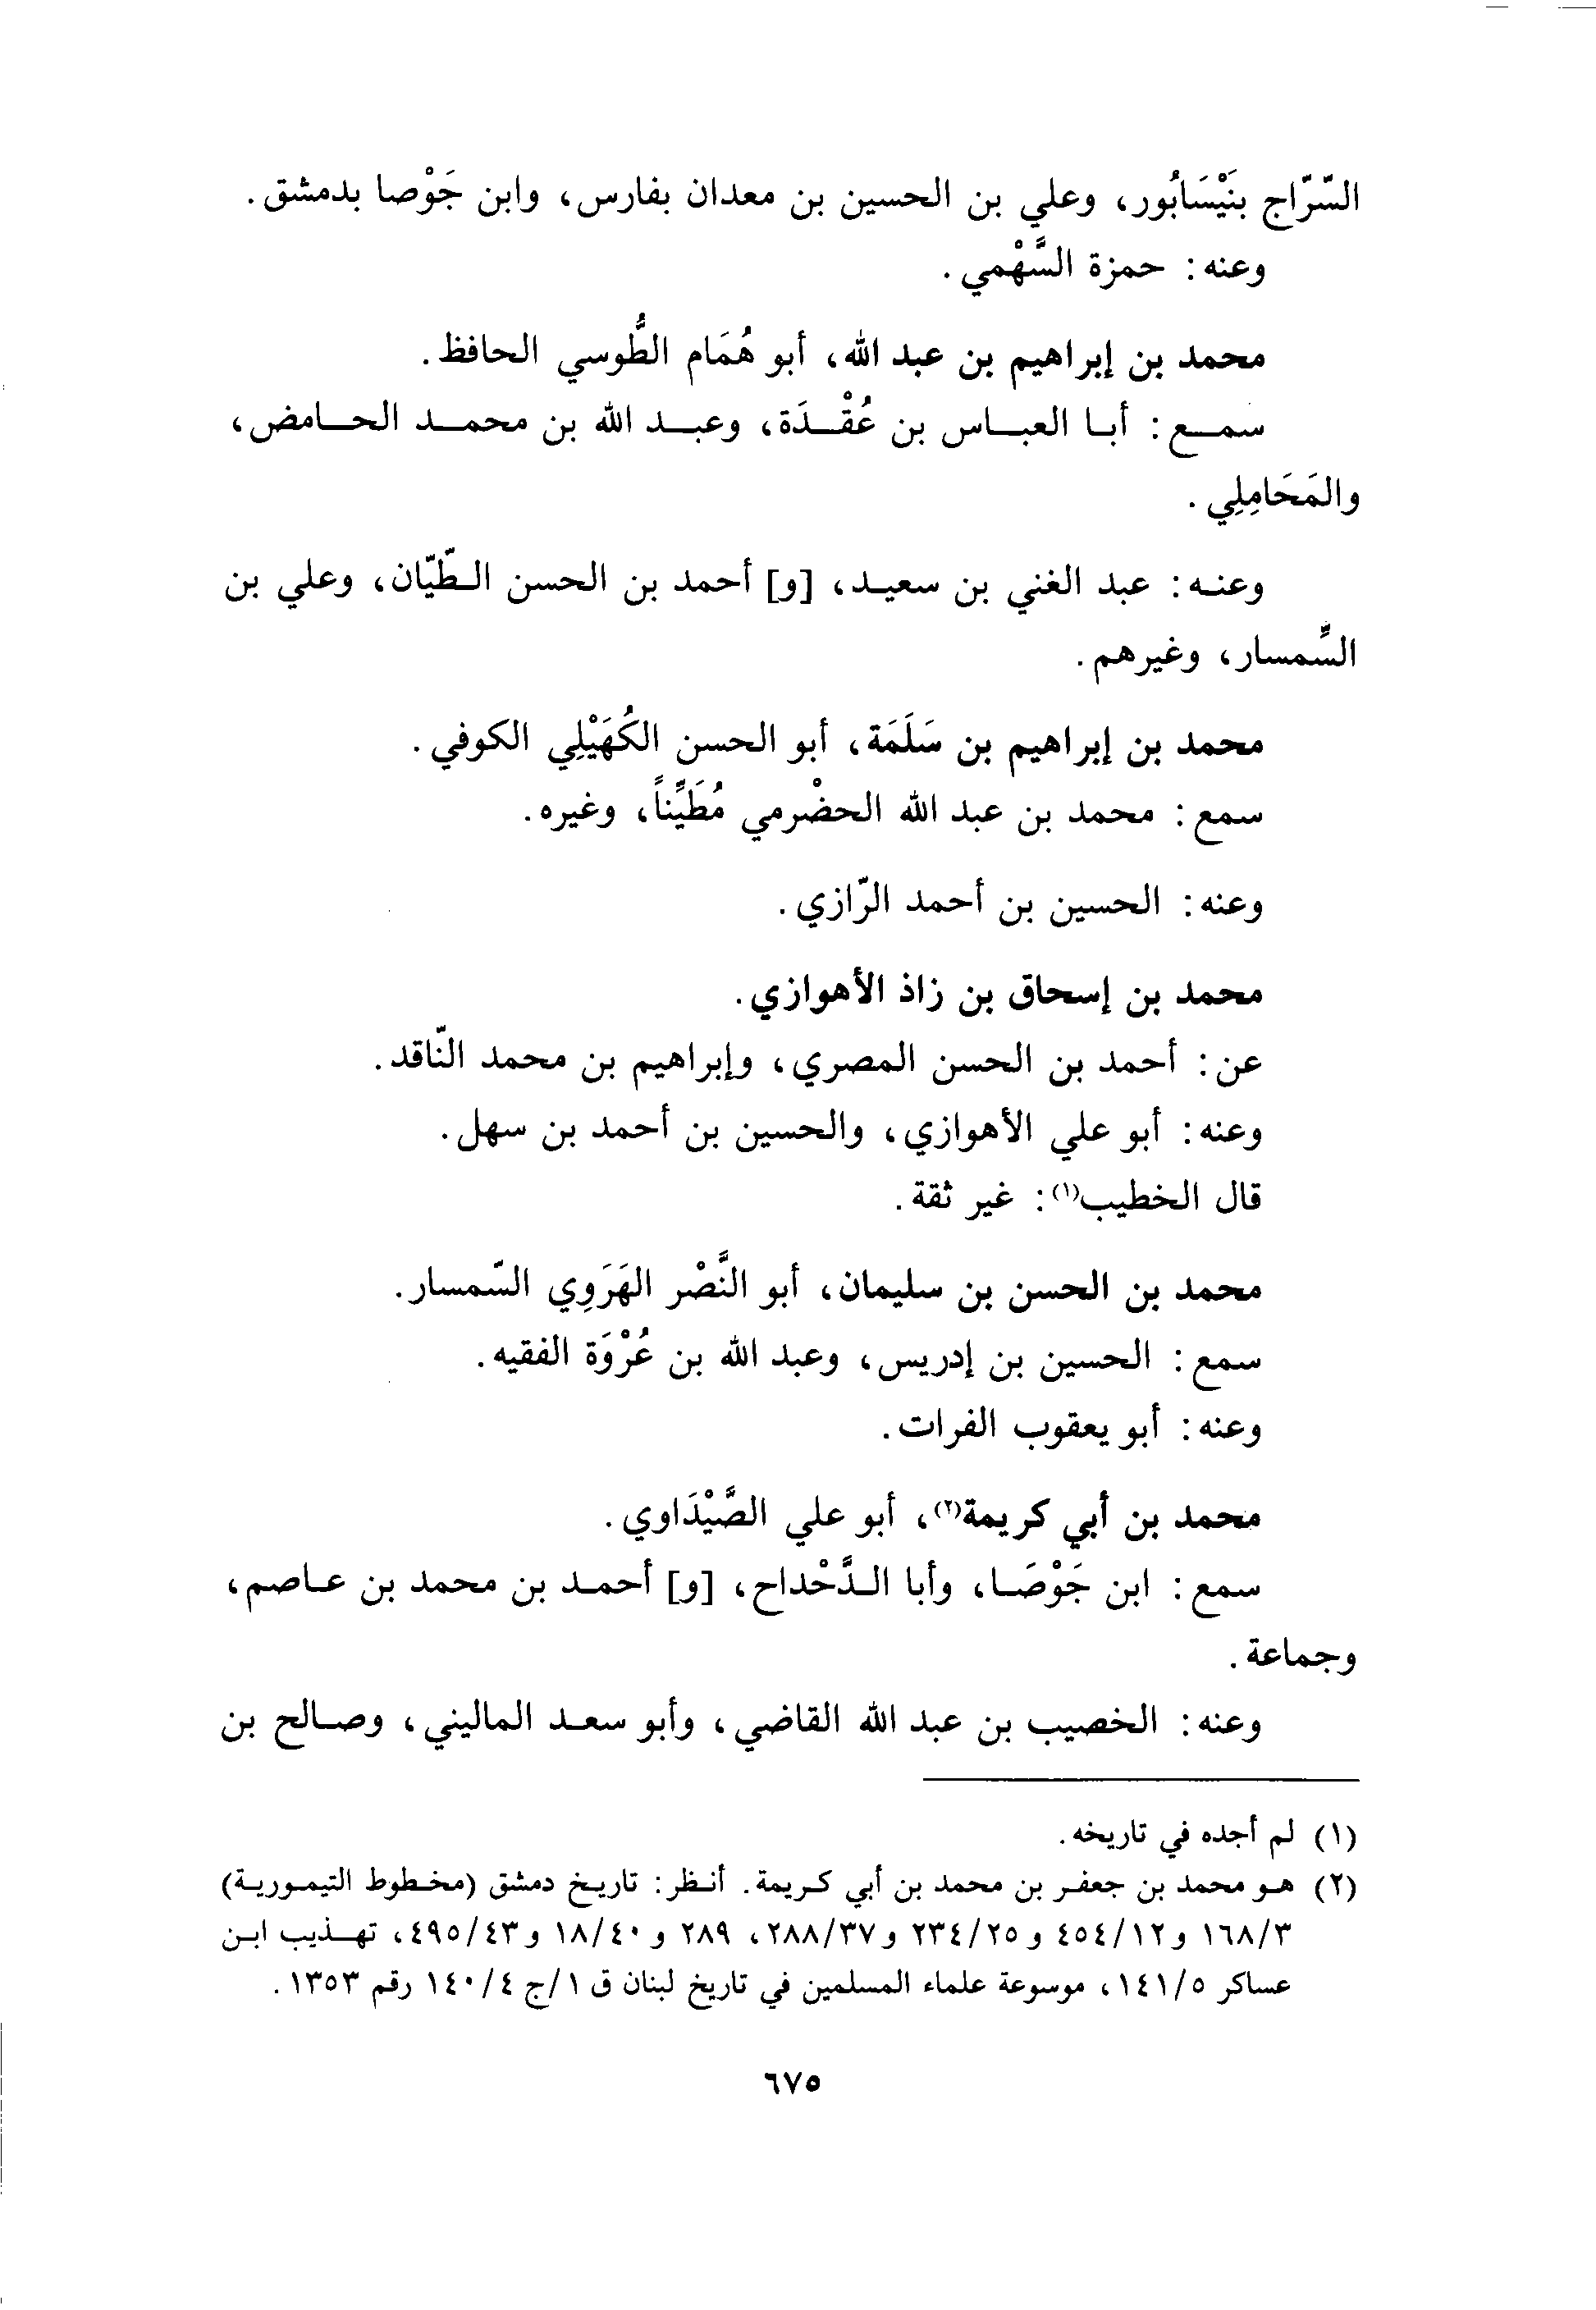 السّرّاج بنَيْسَابُور، وعلي بن الحسين بن معدان بفارس، وابن جَوْصا بدمشق.
وعنه: حمزة السَّهْمي.
محمد بن إبراهيم بن عبد الله، أبو هُمَام الطُّوسي الحافظ.
سمع: أبا العباس بن عُقْدَة، وعبد الله بن محمد الحامض،
والمَحَامِلِي.
وعنه: عبد الغني بن سعيد، [و] أحمد بن الحسن الطّيّان، وعلي بن
السِّمسار، وغيرهم.
محمد بن إبراهيم بن سَلَمَة، أبو الحسن الكُهَيْلِي الكوفي.
سمع: محمد بن عبد الله الحضْرمي مُطَيِّناً، وغيره.
وعنه: الحسين بن أحمد الرّازي.
محمد بن إسحاق بن زاذ الأهوازي.
عن: أحمد بن الحسن المصري، وإبراهيم بن محمد النّاقد.
وعنه: أبو علي الأهوازي، والحسين بن أحمد بن سهل.
قال الخطيب(١): غير ثقة.
محمد بن الحسن بن سليمان، أبو النَّصْر الهَرَوِي السّمسار.
سمع: الحسين بن إدريس، وعبد الله بن عُرْوَة الفقيه.
وعنه: أبو يعقوب الفرات.
محمد بن أبي كريمة(٢)، أبو علي الصَّيْدَاوي.
سمع: ابن جَوْصَا، وأبا الدَّحْداح، [و] أحمد بن محمد بن عاصم،
وجماعة.
وعنه: الخصيب بن عبد الله القاضي، وأبو سعد الماليني، وصالح بن
(١) لم أجده في تاريخه.
(٢) هو محمد بن جعفر بن محمد بن أبي كريمة. أنظر: تاريخ دمشق (مخطوط التيمورية)
١٦٨/٣ و٤٥٤/١٢ و٢٣٤/٢٥ و٢٨٨/٣٧، ٢٨٩ و١٨/٤٠ و٤٩٥/٤٣، تهذيب ابن
عساكر ١٤١/٥، موسوعة علماء المسلمين في تاريخ لبنان ق ١/ج ١٤٠/٤ رقم ١٣٥٣.
٦٧٥